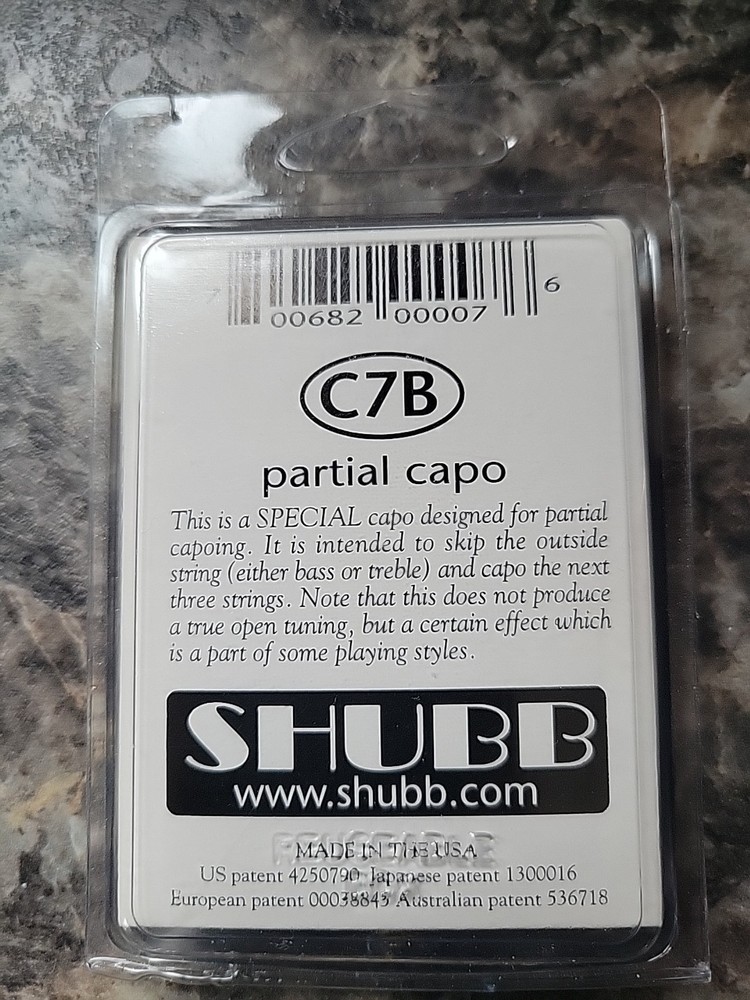 7 00682 00007 6
C7B
partial capo
This is a SPECIAL capo designed for partial
capoing. It is intended to skip the outside
string (either bass or treble) and capo the next
three strings. Note that this does not produce
a true open tuning, but a certain effect which
is a part of some playing styles.
SHUBB
www.shubb.com
MADE IN THE USA
US patent 4250790 Japanese patent 1300016
European patent 00038843 Australian patent 536718